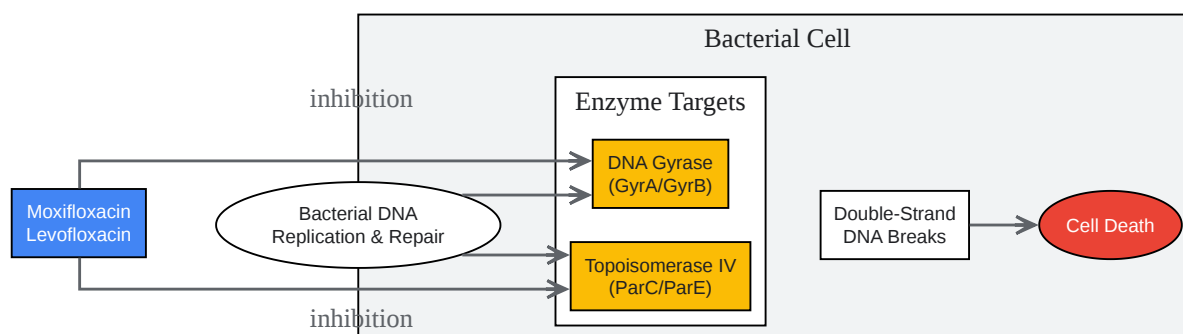 Bacterial Cell
inhibition
Enzyme Targets
DNA Gyrase
(GyrA/GyrB)
Moxifloxacin
Levofloxacin
Bacterial DNA
Replication & Repair
Double-Strand
DNA Breaks
Cell Death
Topoisomerase IV
(ParC/ParE)
inhibition